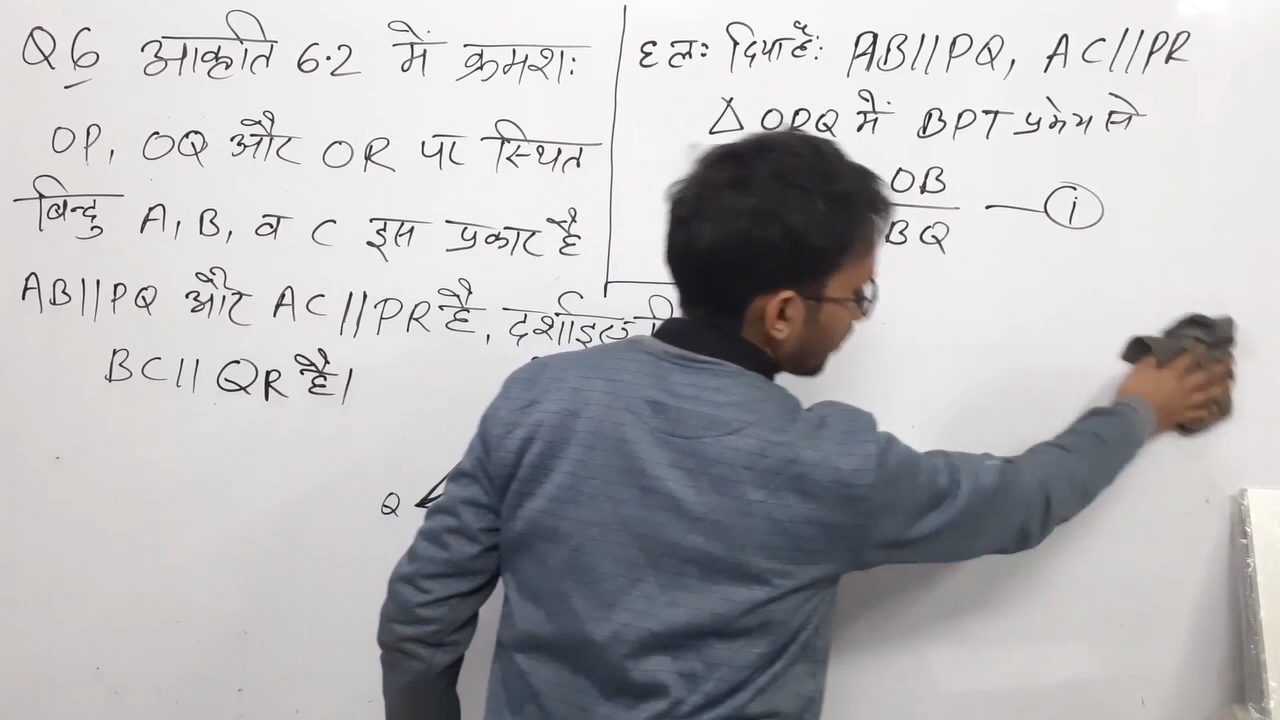 Q6 आकृति 6.2 में क्रमशः
OP, OQ और OR पर स्थित
बिन्दु A, B, व C इस प्रकार है
AB||PQ और AC||PR है, दर्शाइए
BC|| QR है।
Q
हलः दिया हैः AB||PQ, AC||PR
△ OPQ में BPT प्रमेय से
OB
BQ
i